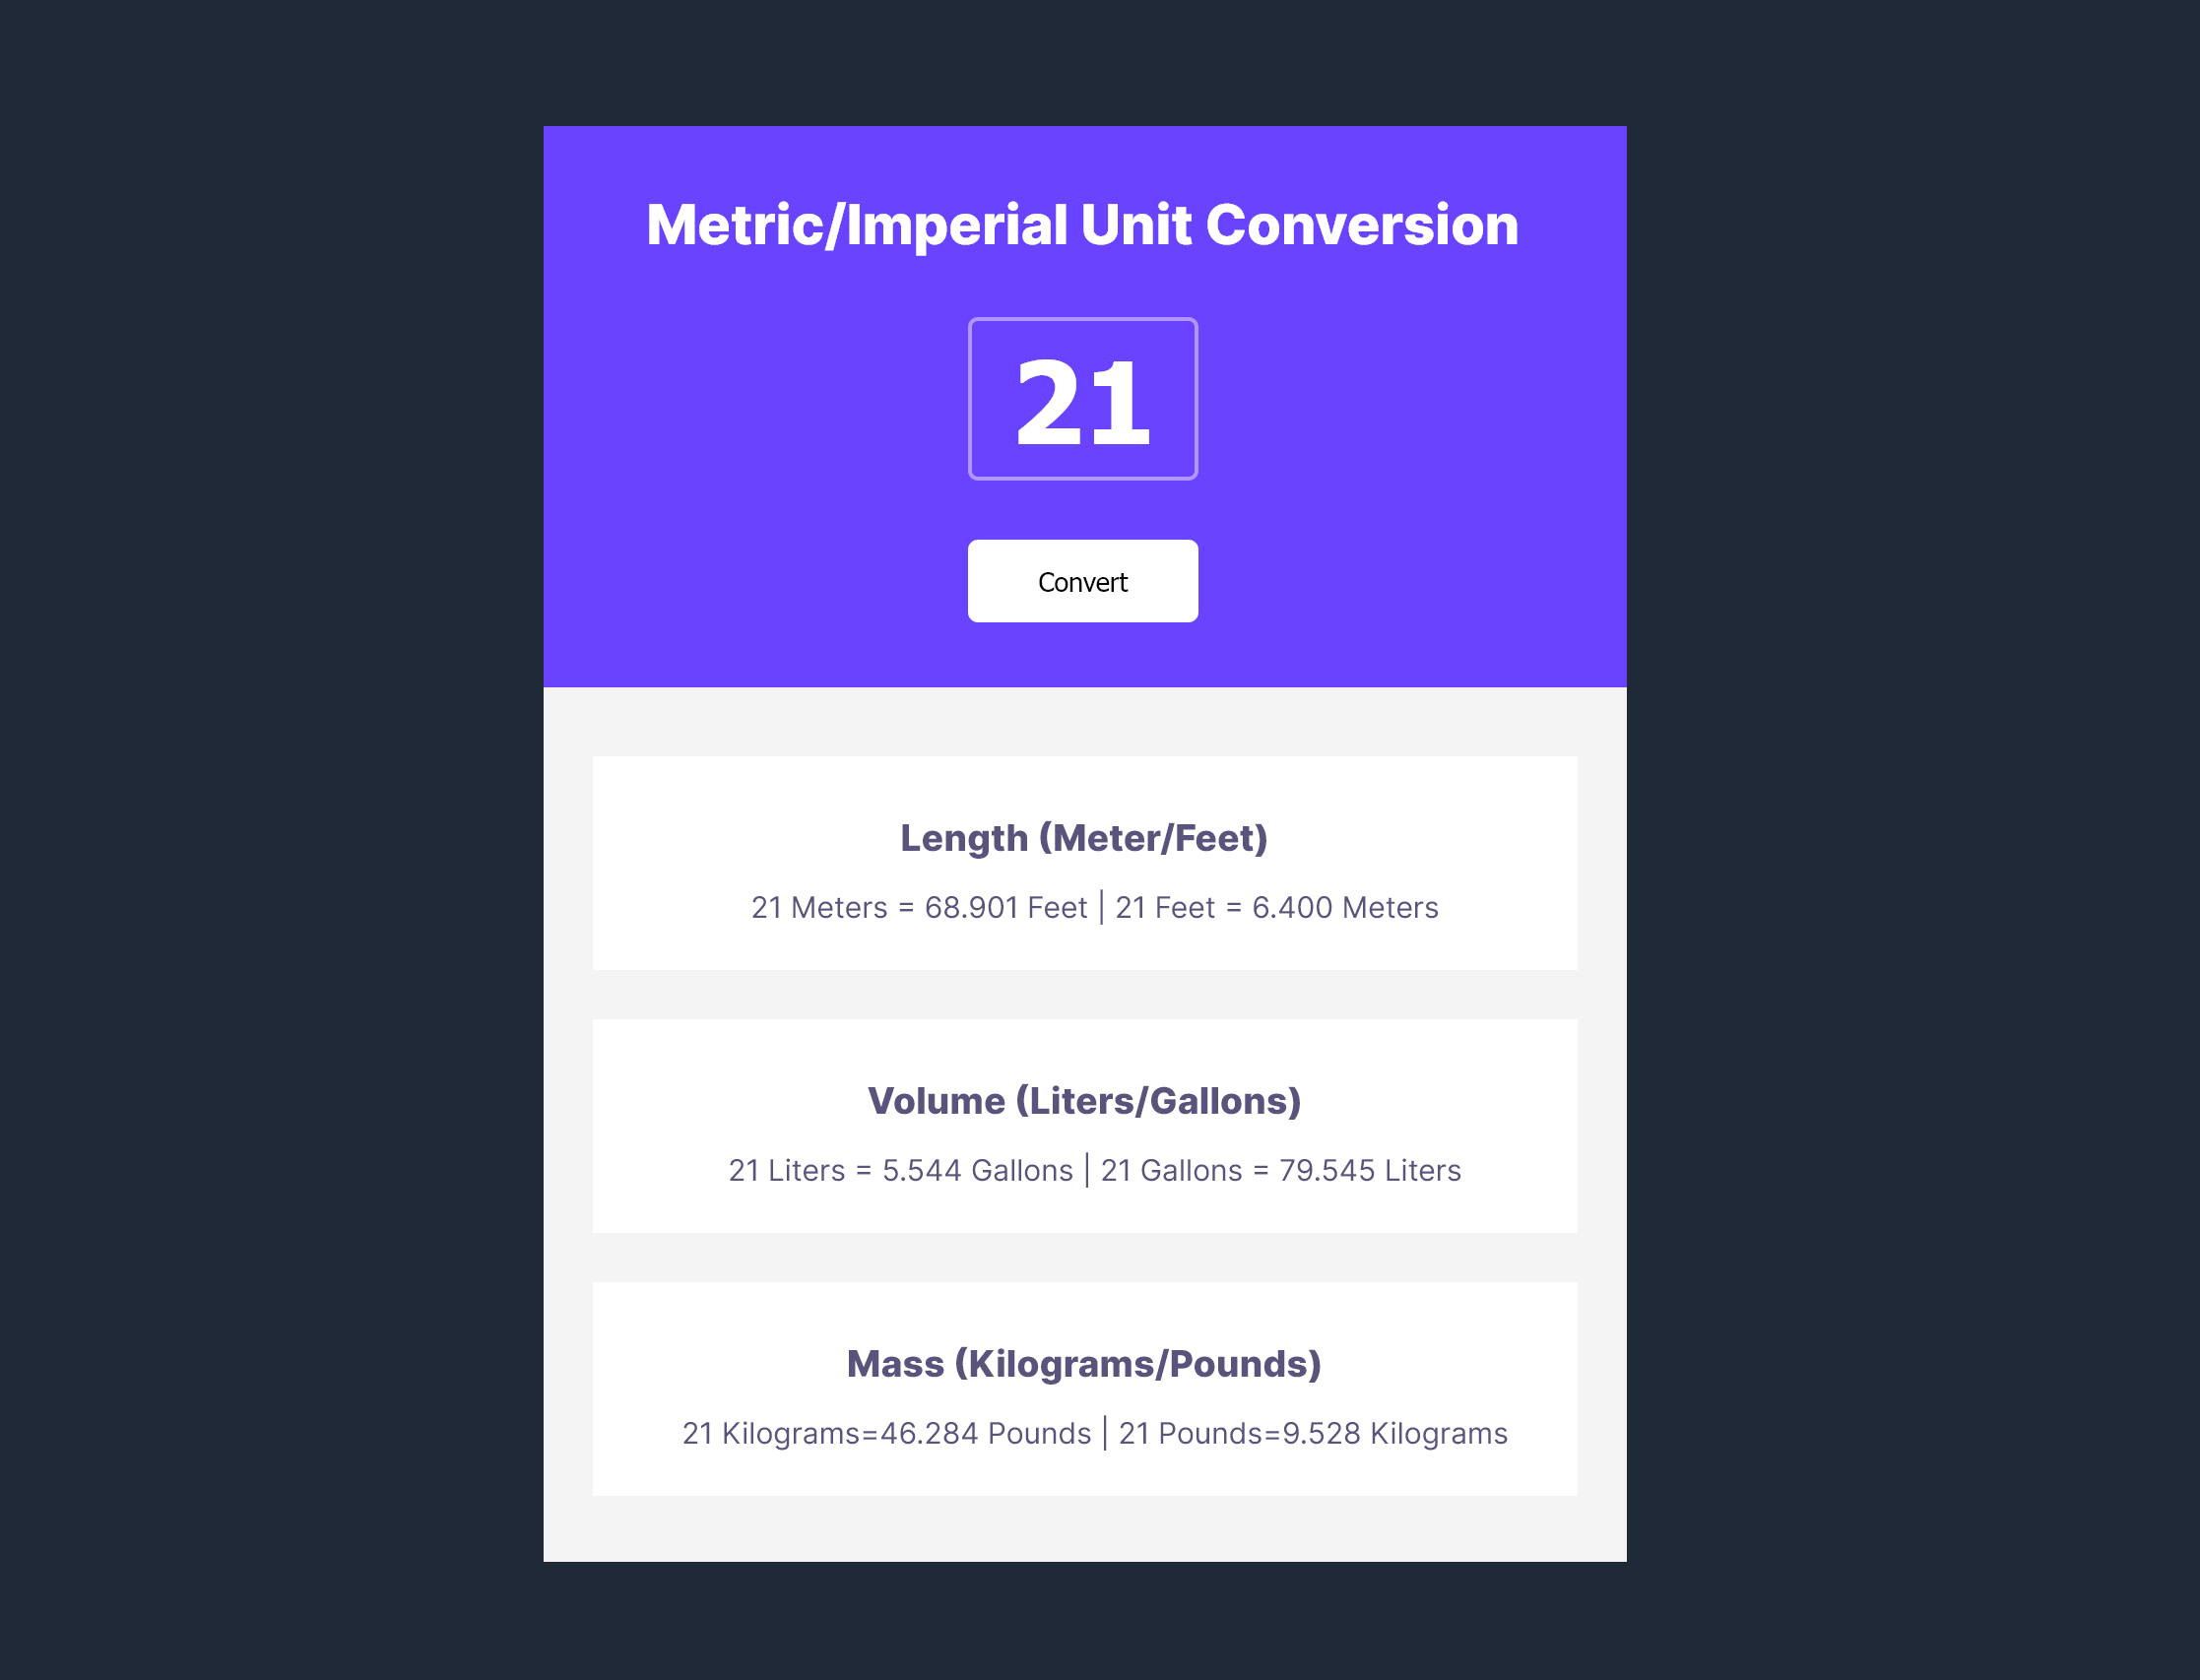 Metric/Imperial Unit Conversion
21
Convert
Length (Meter/Feet)
21 Meters = 68.901 Feet | 21 Feet = 6.400 Meters
Volume (Liters/Gallons)
21 Liters = 5.544 Gallons | 21 Gallons = 79.545 Liters
Mass (Kilograms/Pounds)
21 Kilograms=46.284 Pounds | 21 Pounds=9.528 Kilograms